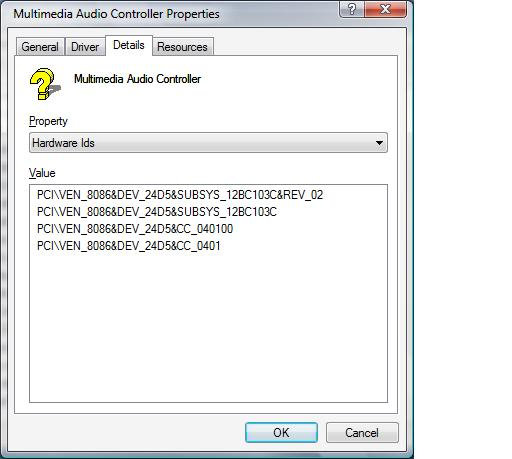 Multimedia Audio Controller Properties
General Driver Details Resources
Multimedia Audio Controller
Property
Hardware Ids
Value
PCI\VEN_8086&DEV_24D5&SUBSYS_12BC103C&REV_02
PCI\VEN_8086&DEV_24D5&SUBSYS_12BC103C
PCI\VEN_8086&DEV_24D5&CC_040100
PCI\VEN_8086&DEV_24D5&CC_0401
OK Cancel